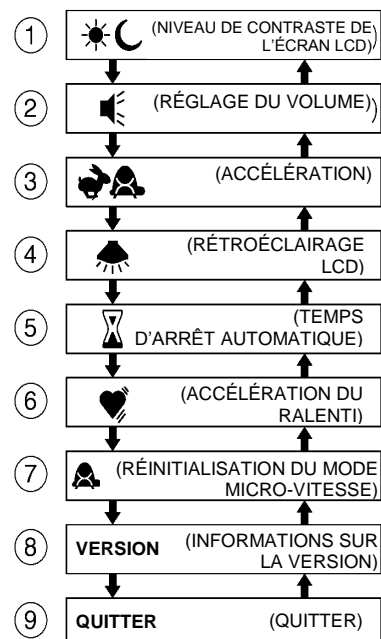 1 (NIVEAU DE CONTRASTE DE
L'ÉCRAN LCD)
2 (RÉGLAGE DU VOLUME)
3 (ACCÉLÉRATION)
4 (RÉTROÉCLAIRAGE
LCD)
5 (TEMPS
D'ARRÊT AUTOMATIQUE)
6 (ACCÉLÉRATION DU
RALENTI)
7 (RÉINITIALISATION DU MODE
MICRO-VITESSE)
8 VERSION (INFORMATIONS SUR
LA VERSION)
9 QUITTER (QUITTER)